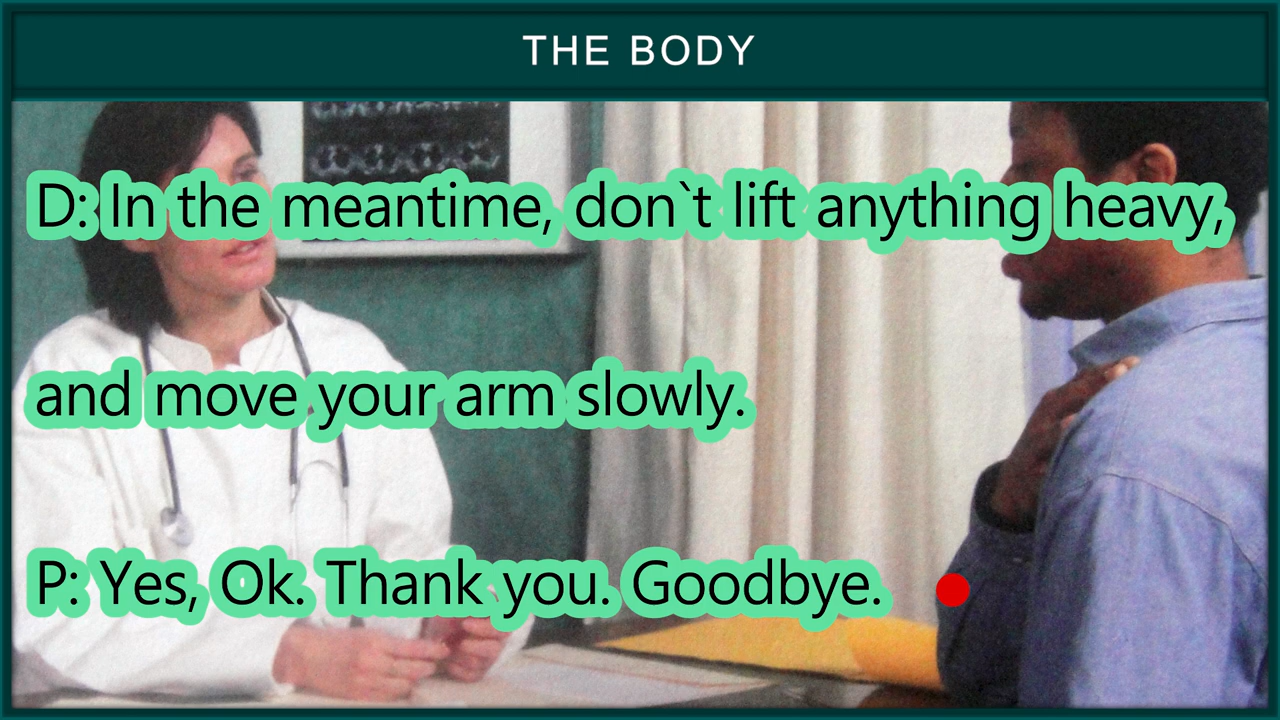 THE BODY
D: In the meantime, don`t lift anything heavy,
and move your arm slowly.
P: Yes, Ok. Thank you. Goodbye.